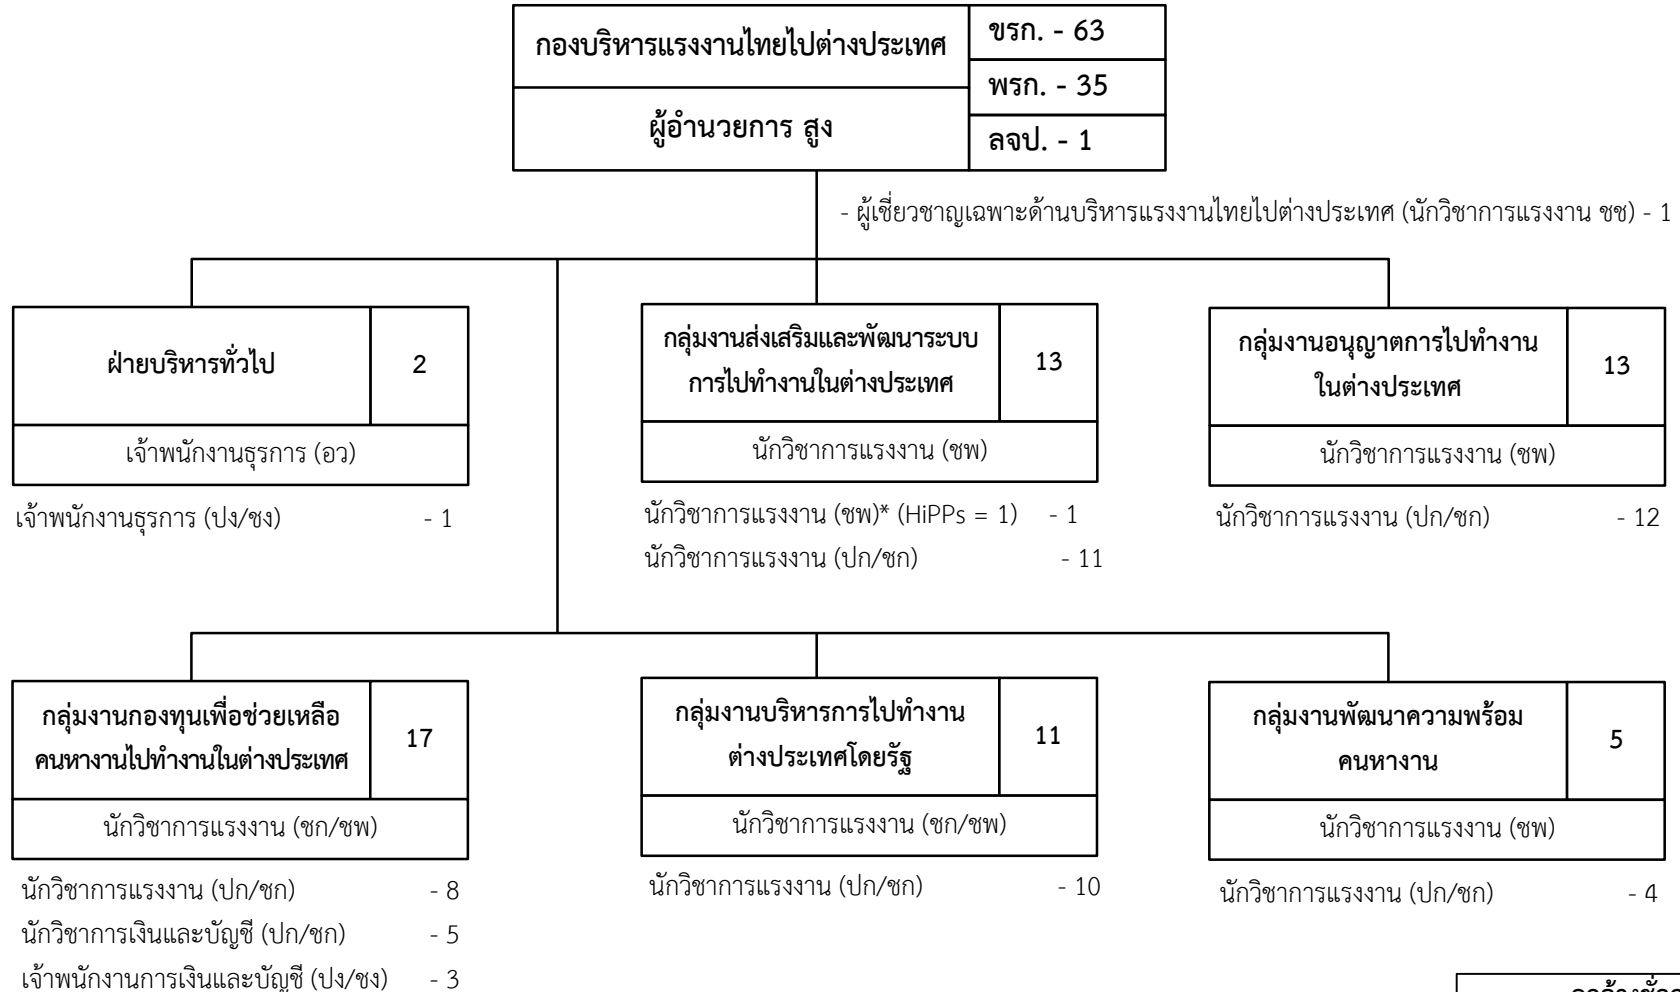 กองบริหารแรงงานไทยไปต่างประเทศ
ผู้อำนวยการ สูง
ขรก. - 63
พรก. - 35
ลจป. - 1
- ผู้เชี่ยวชาญเฉพาะด้านบริหารแรงงานไทยไปต่างประเทศ (นักวิชาการแรงงาน ชช) - 1
ฝ่ายบริหารทั่วไป 2
เจ้าพนักงานธุรการ (อว)
เจ้าพนักงานธุรการ (ปง/ชง) - 1
กลุ่มงานส่งเสริมและพัฒนาระบบ
การไปทำงานในต่างประเทศ 13
นักวิชาการแรงงาน (ชพ)
นักวิชาการแรงงาน (ชพ)* (HiPPs = 1) - 1
นักวิชาการแรงงาน (ปก/ชก) - 11
กลุ่มงานอนุญาตการไปทำงาน
ในต่างประเทศ 13
นักวิชาการแรงงาน (ชพ)
นักวิชาการแรงงาน (ปก/ชก) - 12
กลุ่มงานกองทุนเพื่อช่วยเหลือ
คนหางานไปทำงานในต่างประเทศ 17
นักวิชาการแรงงาน (ชก/ชพ)
นักวิชาการแรงงาน (ปก/ชก) - 8
นักวิชาการเงินและบัญชี (ปก/ชก) - 5
เจ้าพนักงานการเงินและบัญชี (ปง/ชง) - 3
กลุ่มงานบริหารการไปทำงาน
ต่างประเทศโดยรัฐ 11
นักวิชาการแรงงาน (ชก/ชพ)
นักวิชาการแรงงาน (ปก/ชก) - 10
กลุ่มงานพัฒนาความพร้อม
คนหางาน 5
นักวิชาการแรงงาน (ชพ)
นักวิชาการแรงงาน (ปก/ชก) - 4